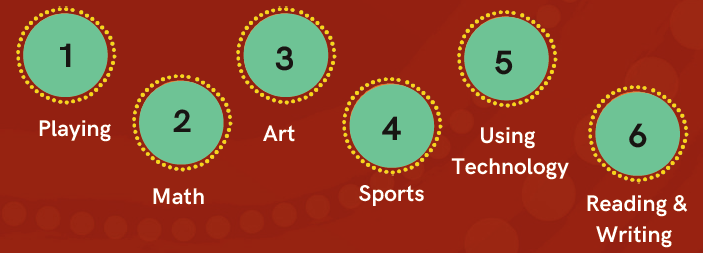 1
Playing
2
Math
3
Art
4
Sports
5
Using
Technology
6
Reading &
Writing